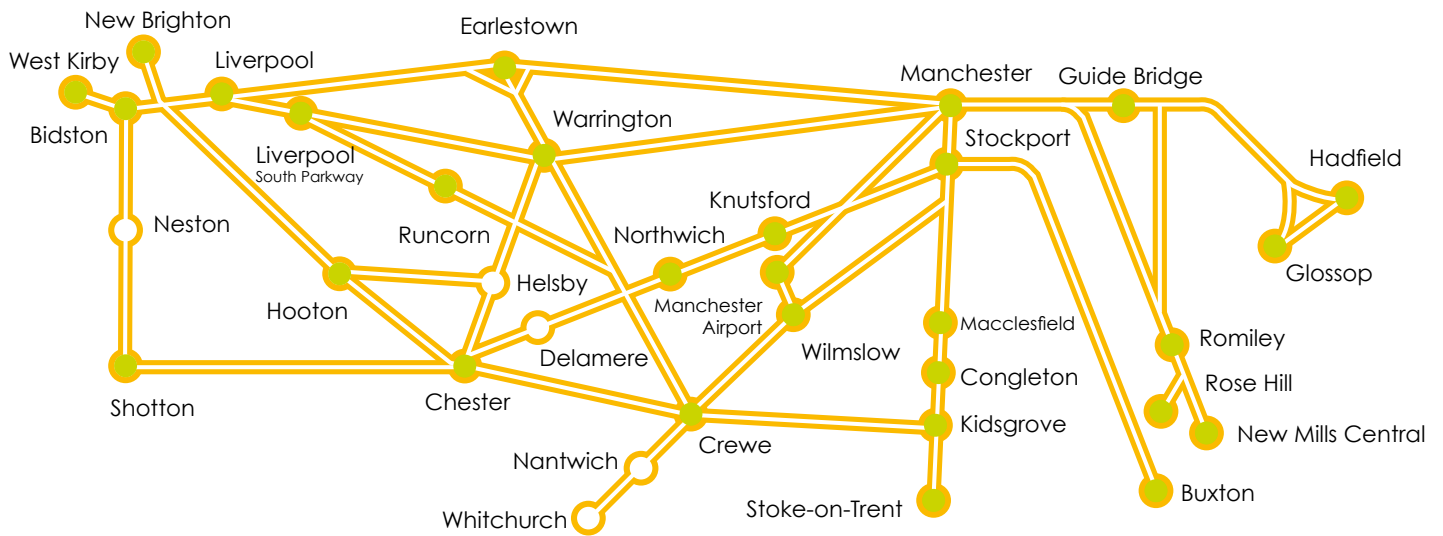 New Brighton
Earlestown
West Kirby
Liverpool
Manchester
Guide Bridge
Bidston
Warrington
Stockport
Liverpool
South Parkway
Hadfield
Knutsford
Neston
Runcorn
Northwich
Helsby
Glossop
Hooton
Manchester
Airport
Macclesfield
Romiley
Delamere
Wilmslow
Congleton
Rose Hill
Shotton
Chester
Kidsgrove
New Mills Central
Crewe
Nantwich
Buxton
Stoke-on-Trent
Whitchurch